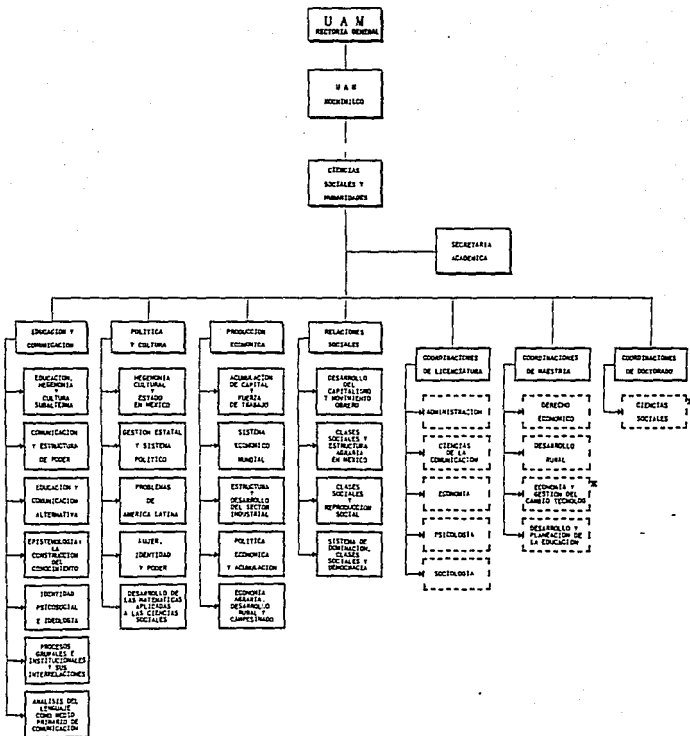 U A M
RECTORIA GENERAL
U A M
XOCHIMILCO
CIENCIAS
SOCIALES Y
HUMANIDADES
SECRETARIA
ACADEMICA
EDUCACION Y
COMUNICACION
EDUCACION,
HEGEMONIA
Y
CULTURA
SUBALTERNA
COMUNICACION
Y ESTRUCTURA
DE PODER
EDUCACION Y
COMUNICACION
ALTERNATIVA
EPISTEMOLOGIA:
LA
CONSTRUCCION
DEL
CONOCIMIENTO
IDENTIDAD
PSICOSOCIAL
E IDEOLOGIA
PROCESOS
GRUPALES E
INSTITUCIONALES
Y SUS
INTERRELACIONES
ANALISIS DEL
LENGUAJE
COMO MEDIO
PRIMARIO DE
COMUNICACION
POLITICA
Y CULTURA
HEGEMONIA
CULTURAL
Y
ESTADO
EN MEXICO
GESTION ESTATAL
Y SISTEMA
POLITICO
PROBLEMAS
DE
AMERICA LATINA
MUJER,
IDENTIDAD
Y PODER
DESARROLLO DE
LAS MATEMATICAS
APLICADAS
A LAS CIENCIAS
SOCIALES
PRODUCCION
ECONOMICA
ACUMULACION
DE CAPITAL
Y
FUERZA
DE TRABAJO
SISTEMA
ECONOMICO
MUNDIAL
ESTRUCTURA
Y
DESARROLLO
DEL SECTOR
INDUSTRIAL
POLITICA
ECONOMICA
Y ACUMULACION
ECONOMIA
AGRARIA,
DESARROLLO
RURAL Y
CAMPESINADO
RELACIONES
SOCIALES
DESARROLLO
DEL
CAPITALISMO
Y MOVIMIENTO
OBRERO
CLASES
SOCIALES Y
ESTRUCTURA
AGRARIA
EN MEXICO
CLASES
SOCIALES
Y
REPRODUCCION
SOCIAL
SISTEMA DE
DOMINACION,
CLASES
SOCIALES Y
DEMOCRACIA
COORDINACIONES
DE LICENCIATURA
ADMINISTRACION
CIENCIAS
DE LA
COMUNICACION
ECONOMIA
PSICOLOGIA
SOCIOLOGIA
COORDINACIONES
DE MAESTRIA
DERECHO
ECONOMICO
DESARROLLO
RURAL
ECONOMIA Y
GESTION DEL
CAMBIO TECNOLOG
DESARROLLO Y
PLANEACION DE
LA EDUCACION
COORDINACIONES
DE DOCTORADO
CIENCIAS
SOCIALES